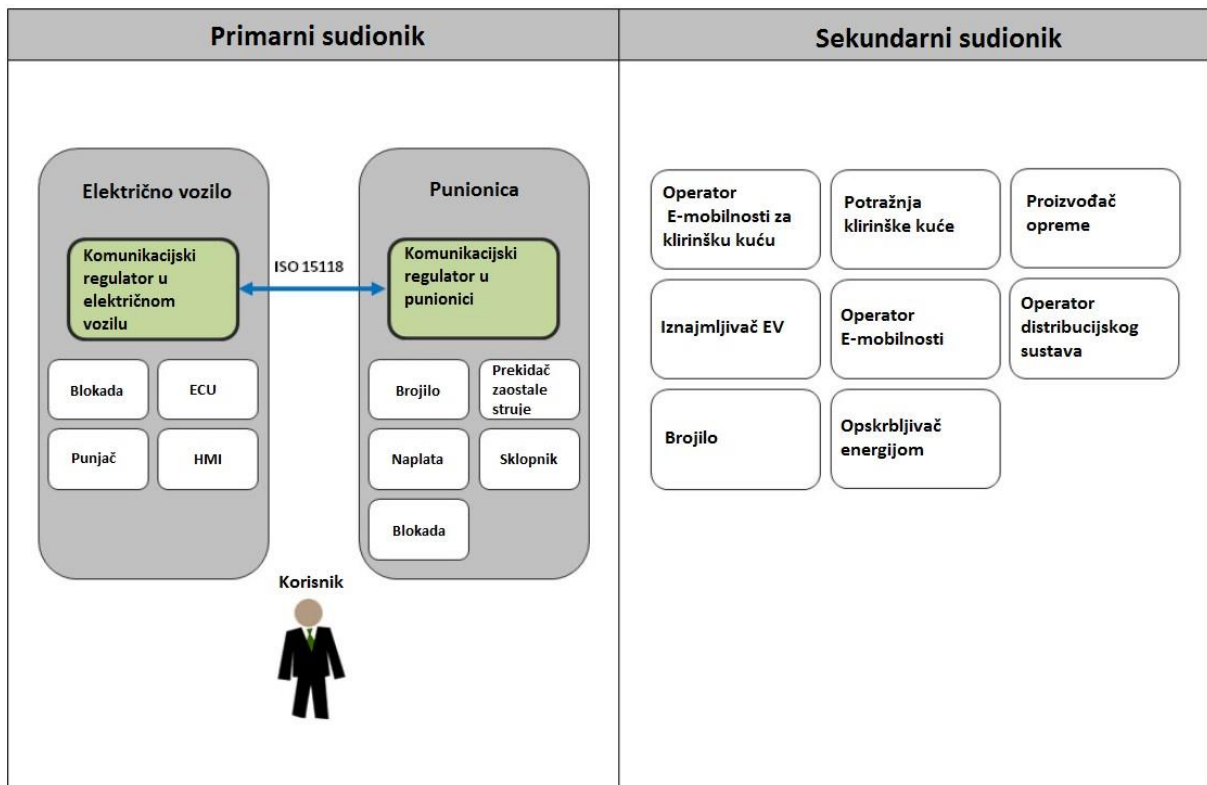 Primarni sudionik
Sekundarni sudionik
Električno vozilo
Komunikacijski
regulator u
električnom
vozilu
Blokada
ECU
Punjač
HMI
ISO 15118
Punionica
Komunikacijski
regulator u
punionici
Brojilo
Prekidač
zaostale
struje
Naplata
Sklopnik
Blokada
Korisnik
Operator
E-mobilnosti za
klirinšku kuću
Potražnja
klirinške kuće
Proizvođač
opreme
Iznajmljivač EV
Operator
E-mobilnosti
Operator
distribucijskog
sustava
Brojilo
Opskrbljivač
energijom